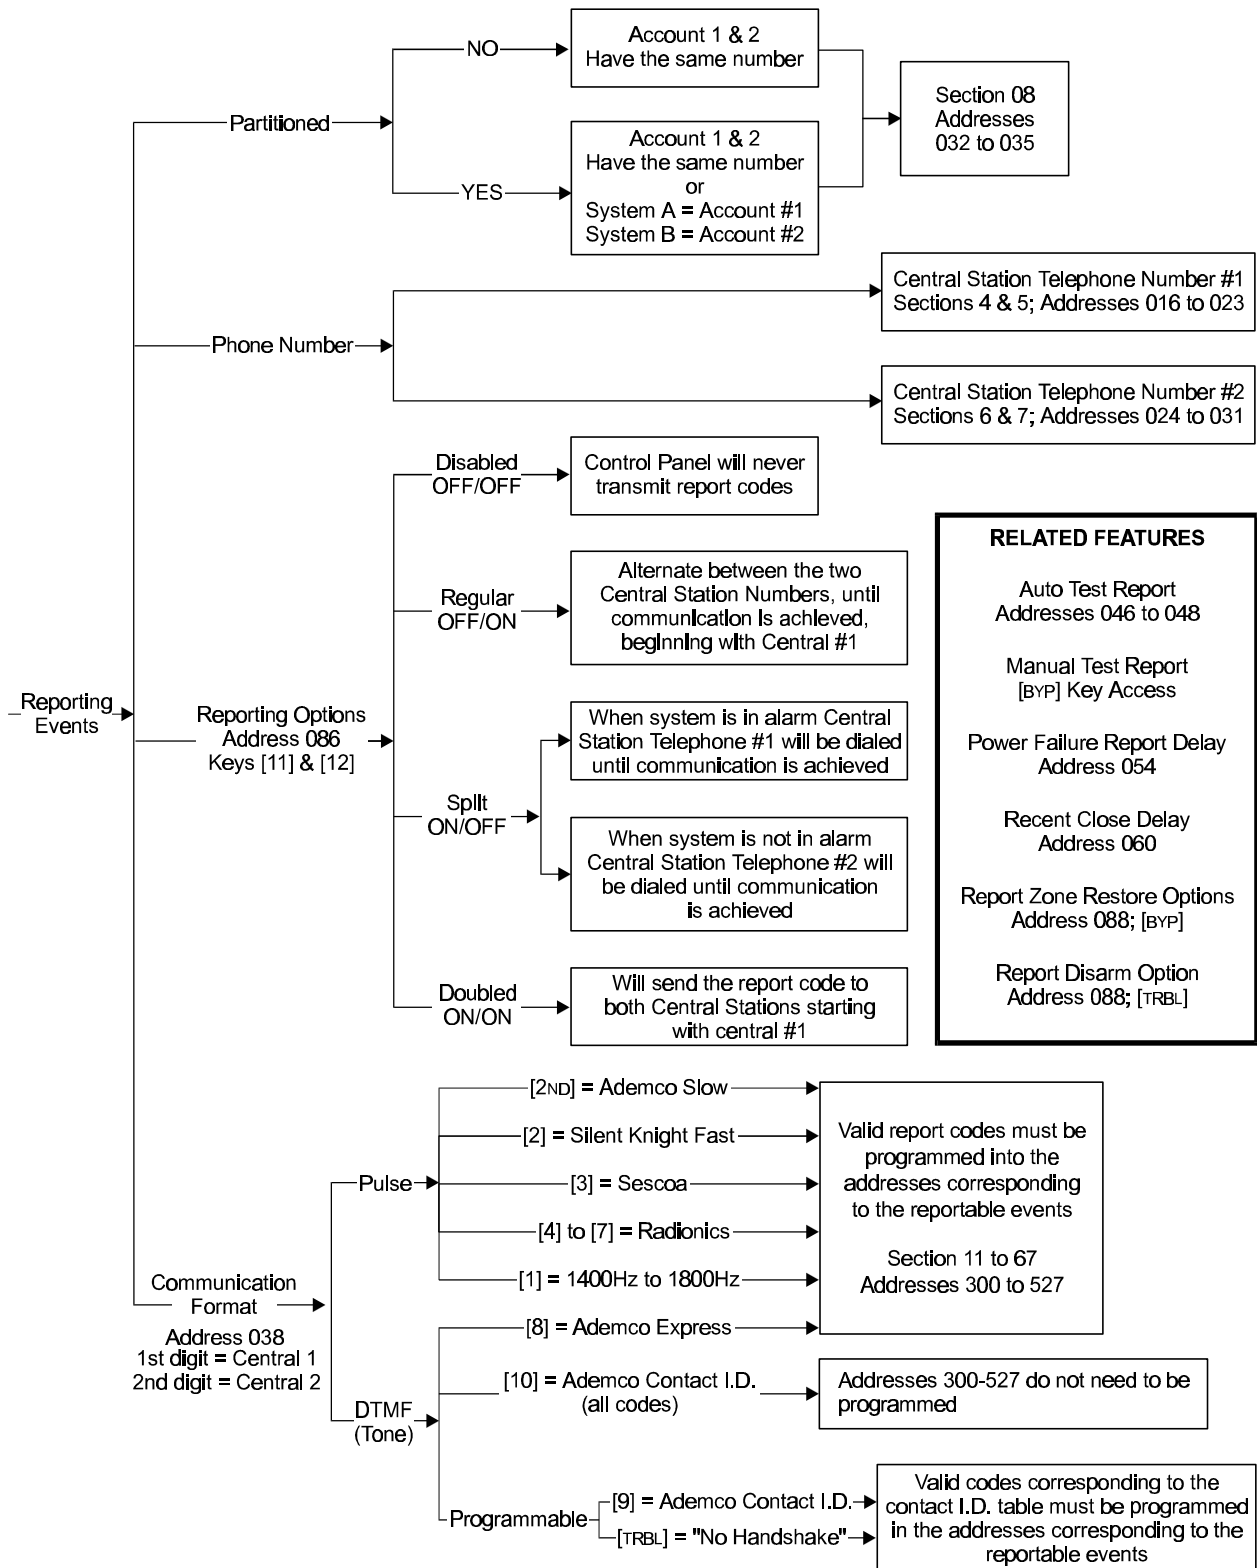 NO
Account 1 & 2
Have the same number
Partitioned
YES
Account 1 & 2
Have the same number
or
System A = Account #1
System B = Account #2
Section 08
Addresses
032 to 035
Phone Number
Central Station Telephone Number #1
Sections 4 & 5; Addresses 016 to 023
Central Station Telephone Number #2
Sections 6 & 7; Addresses 024 to 031
Reporting
Events
Reporting Options
Address 086
Keys [11] & [12]
Disabled
OFF/OFF
Control Panel will never
transmit report codes
Regular
OFF/ON
Alternate between the two
Central Station Numbers, until
communication is achieved,
beginning with Central #1
Split
ON/OFF
When system is in alarm Central
Station Telephone #1 will be dialed
until communication is achieved
When system is not in alarm
Central Station Telephone #2 will
be dialed until communication
is achieved
Doubled
ON/ON
Will send the report code to
both Central Stations starting
with central #1
RELATED FEATURES
Auto Test Report
Addresses 046 to 048
Manual Test Report
[BYP] Key Access
Power Failure Report Delay
Address 054
Recent Close Delay
Address 060
Report Zone Restore Options
Address 088; [BYP]
Report Disarm Option
Address 088; [TRBL]
Communication
Format
Address 038
1st digit = Central 1
2nd digit = Central 2
Pulse
[2ND] = Ademco Slow
[2] = Silent Knight Fast
[3] = Sescoa
[4] to [7] = Radionics
[1] = 1400Hz to 1800Hz
Valid report codes must be
programmed into the
addresses corresponding
to the reportable events
Section 11 to 67
Addresses 300 to 527
DTMF
(Tone)
[8] = Ademco Express
[10] = Ademco Contact I.D.
(all codes)
Addresses 300-527 do not need to be
programmed
Programmable
[9] = Ademco Contact I.D.
[TRBL] = "No Handshake"
Valid codes corresponding to the
contact I.D. table must be programmed
in the addresses corresponding to the
reportable events